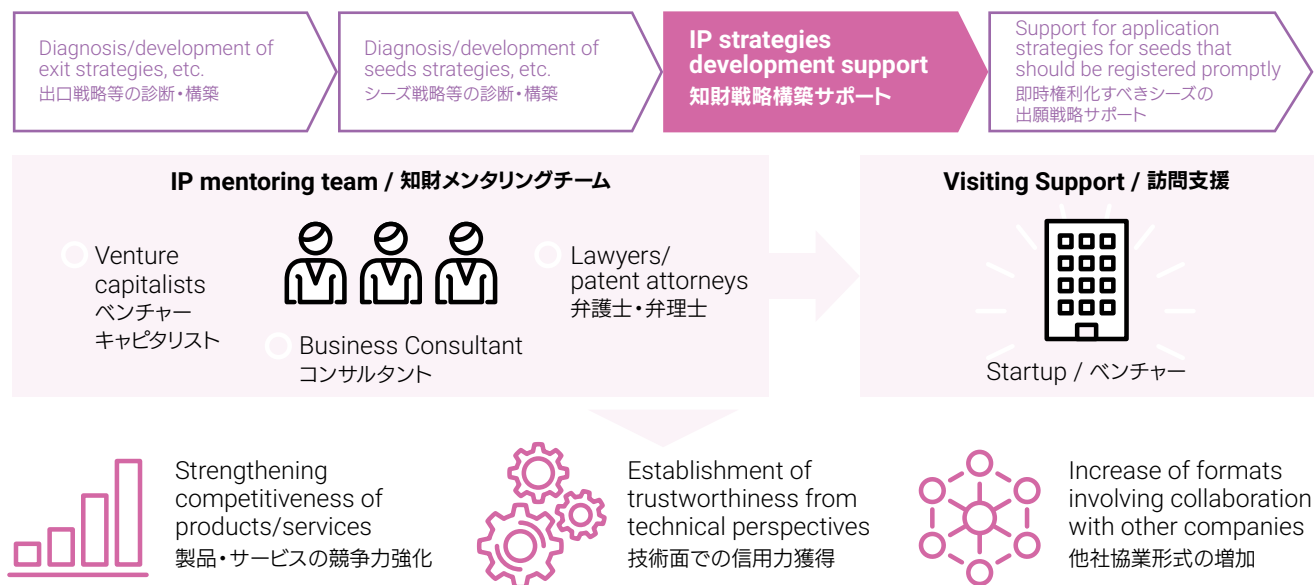 Diagnosis/development of
exit strategies, etc.
出口戦略等の診断・構築
Diagnosis/development of
seeds strategies, etc.
シーズ戦略等の診断・構築
IP strategies
development support
知財戦略構築サポート
Support for application
strategies for seeds that
should be registered promptly
即時権利化すべきシーズの
出願戦略サポート
IP mentoring team / 知財メンタリングチーム
Venture
capitalists
ベンチャー
キャピタリスト
Business Consultant
コンサルタント
Lawyers/
patent attorneys
弁護士・弁理士
Visiting Support / 訪問支援
Startup / ベンチャー
Strengthening
competitiveness of
products/services
製品・サービスの競争力強化
Establishment of
trustworthiness from
technical perspectives
技術面での信用力獲得
Increase of formats
involving collaboration
with other companies
他社協業形式の増加